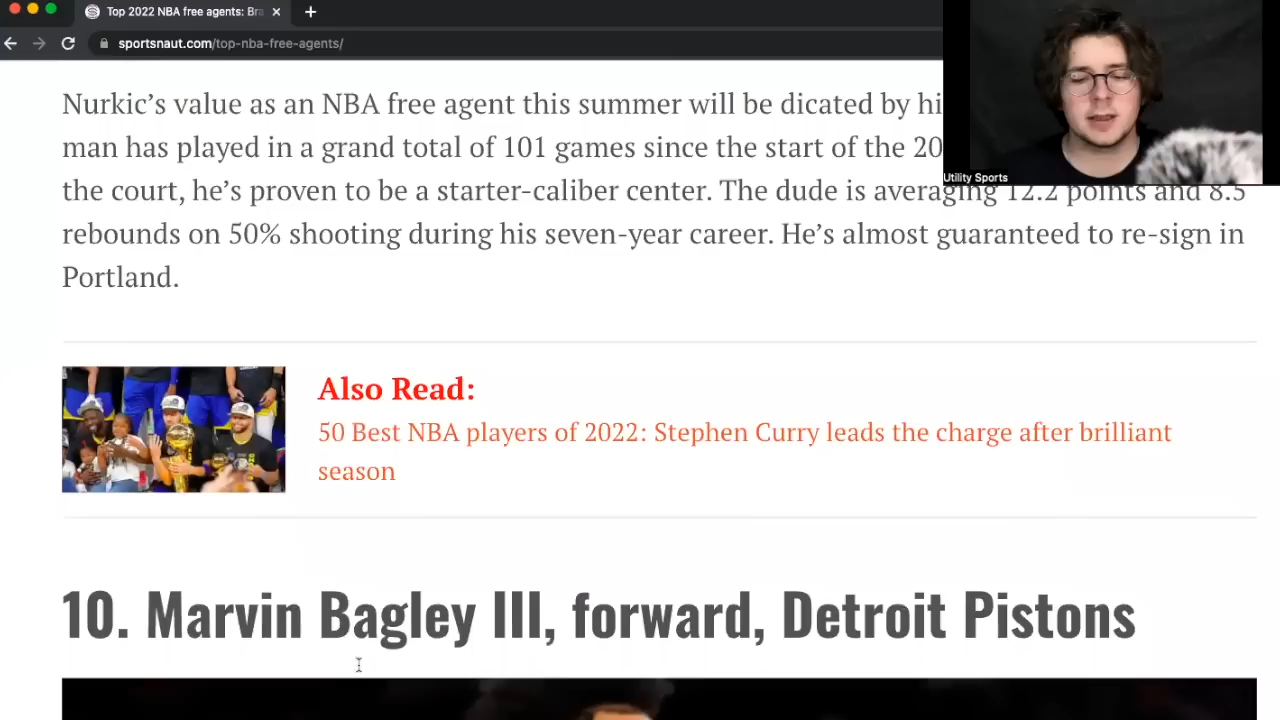 Top 2022 NBA free agents: Bra
sportsnaut.com/top-nba-free-agents/
Nurkic's value as an NBA free agent this summer will be dicated by hi
man has played in a grand total of 101 games since the start of the 20
the court, he's proven to be a starter-caliber center. The dude is averaging 12.2 points and 8.5
rebounds on 50% shooting during his seven-year career. He's almost guaranteed to re-sign in
Portland.
Utility Sports
Also Read:
50 Best NBA players of 2022: Stephen Curry leads the charge after brilliant
season
10. Marvin Bagley III, forward, Detroit Pistons